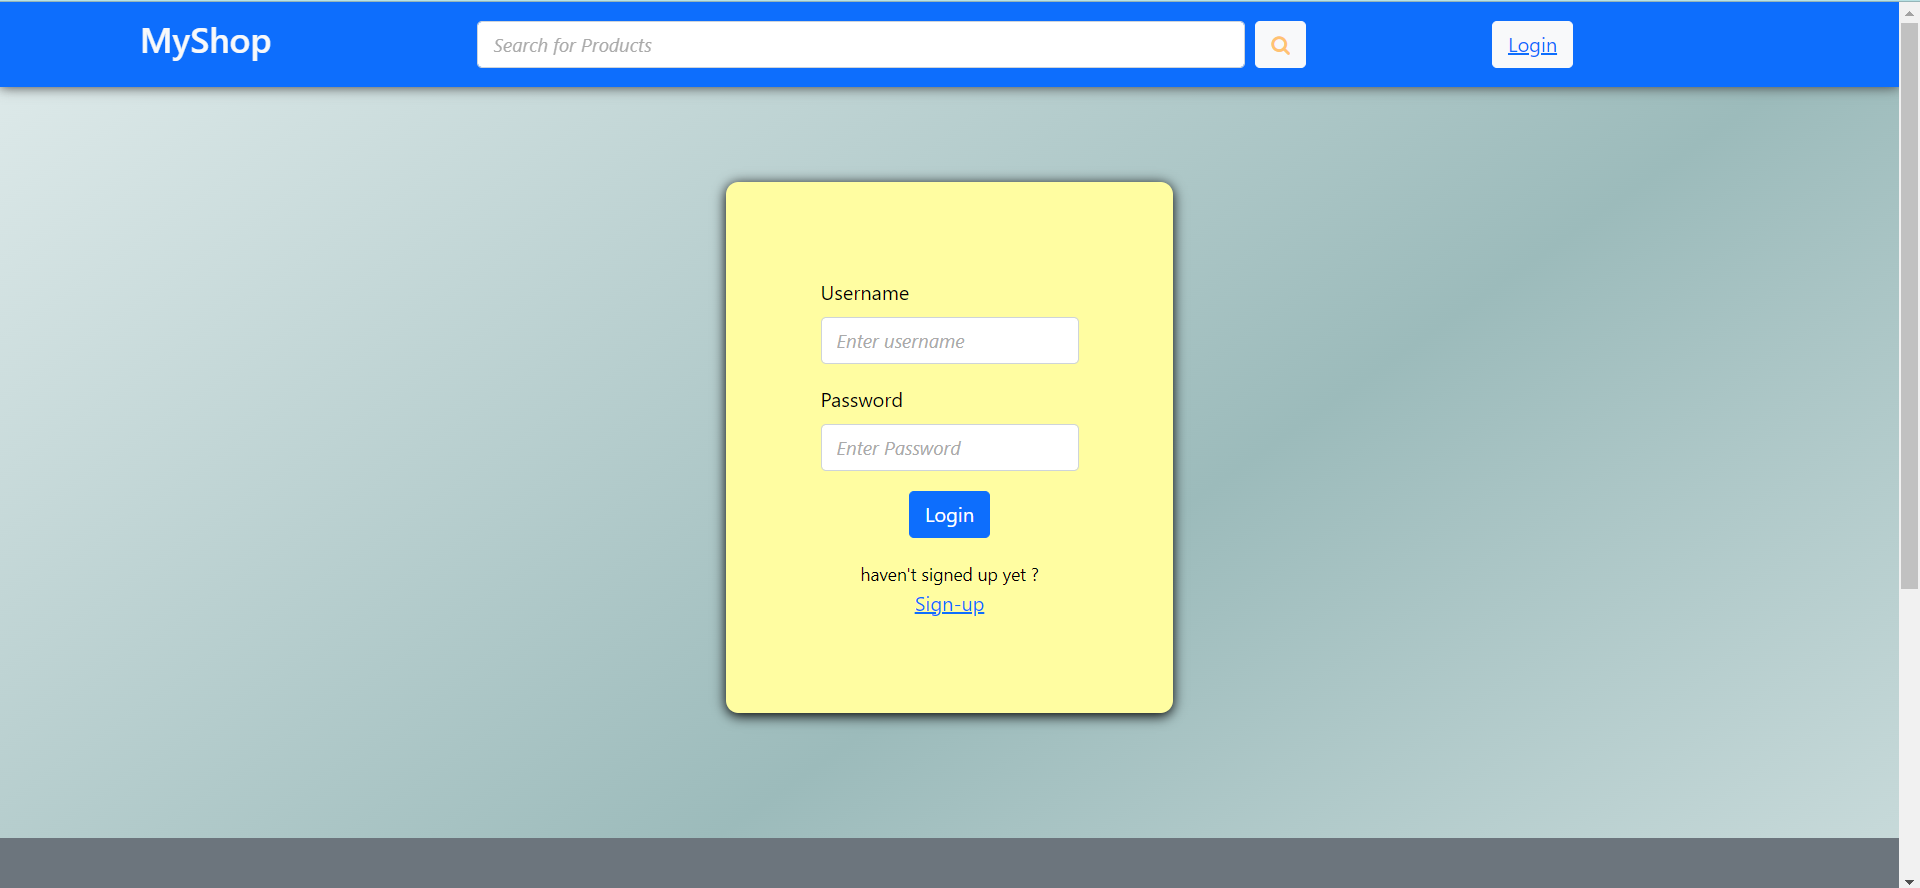 MyShop
Search for Products
Login
Username
Enter username
Password
Enter Password
Login
haven't signed up yet ?
Sign-up